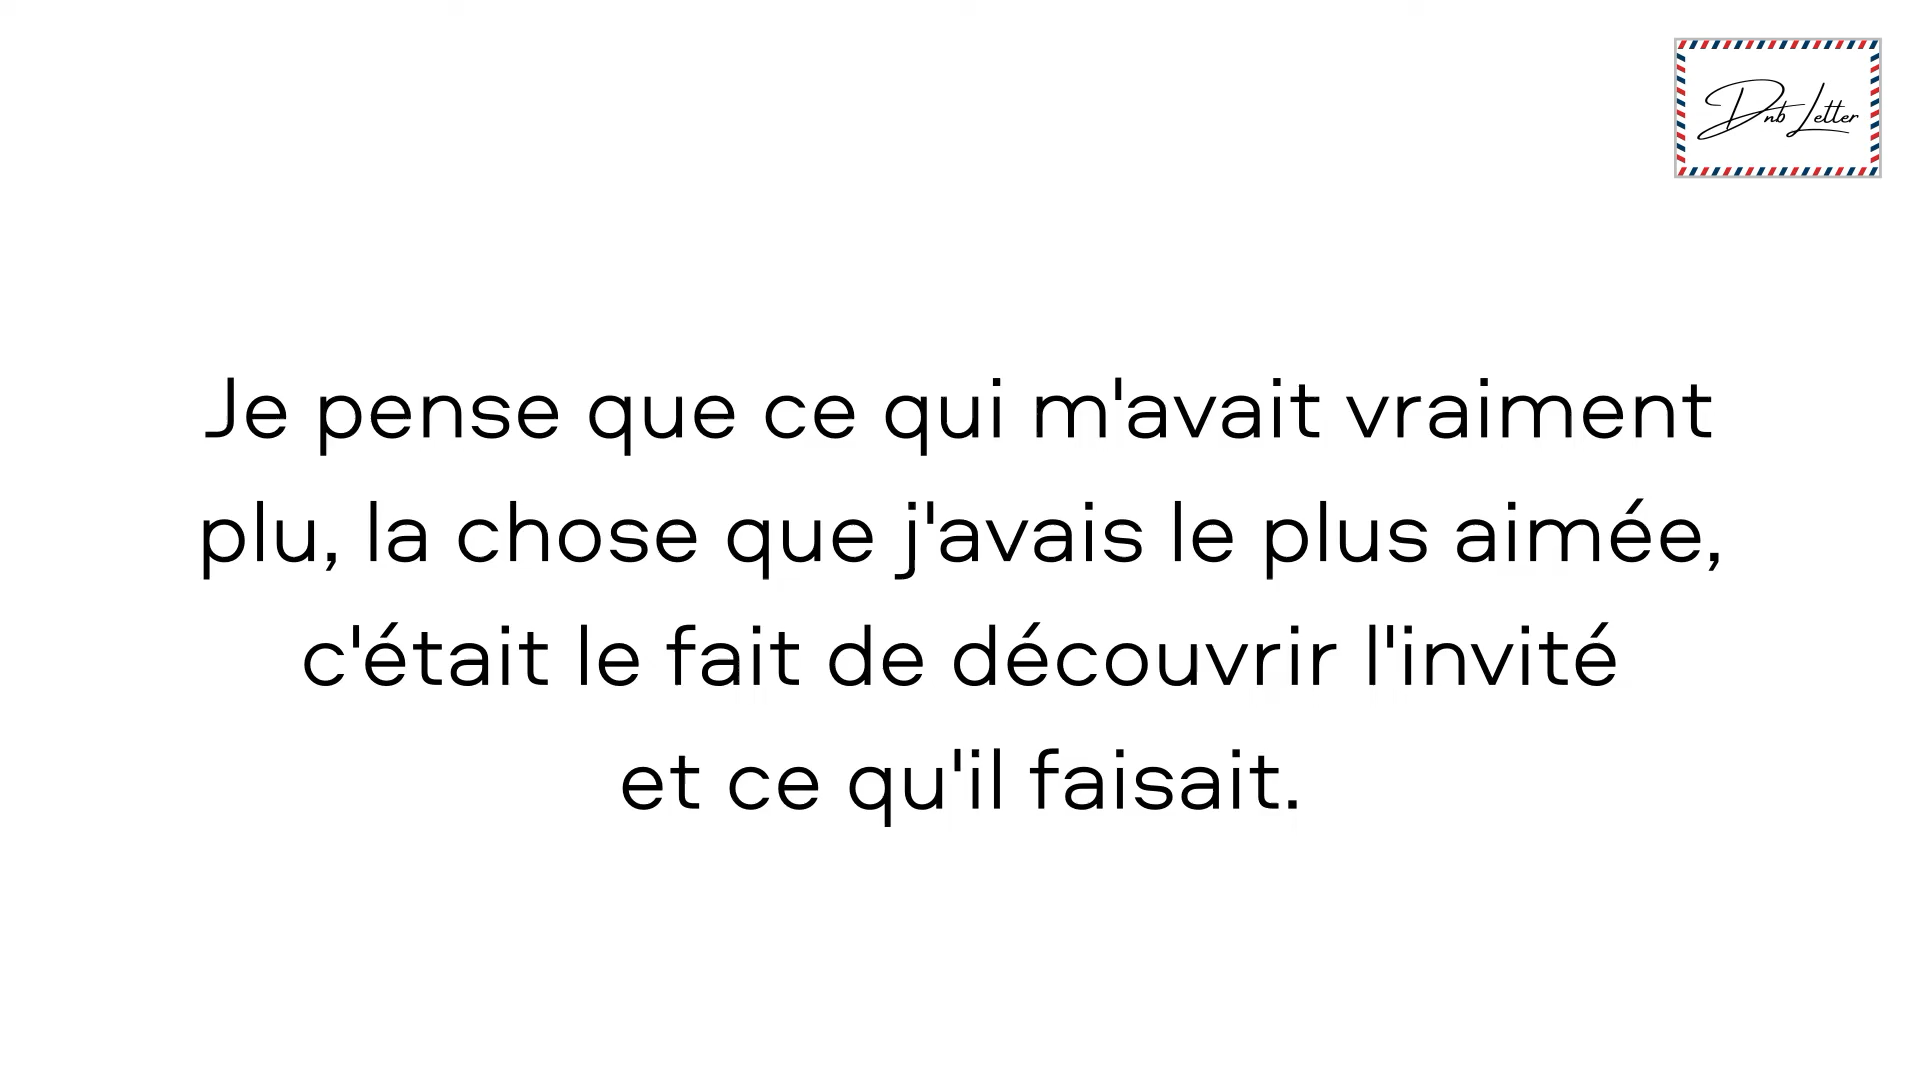 Dnb Letter
Je pense que ce qui m'avait vraiment
plu, la chose que j'avais le plus aimée,
c'était le fait de découvrir l'invité
et ce qu'il faisait.